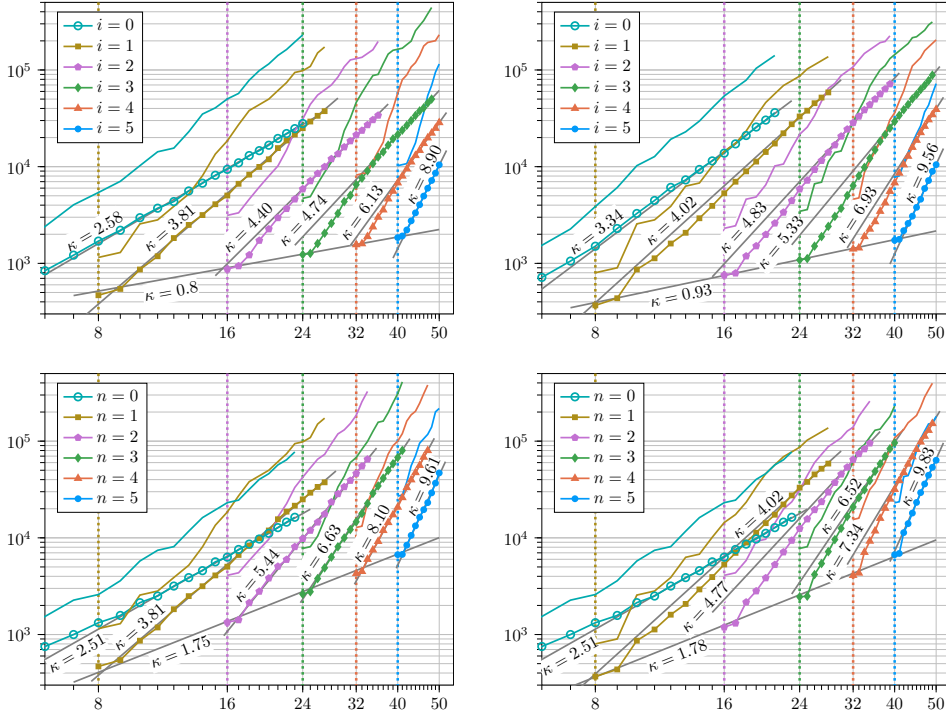 i = 0
i = 1
i = 2
i = 3
i = 4
i = 5
10^5
10^4
10^3
κ = 2.58
κ = 3.81
κ = 4.40
κ = 4.74
κ = 6.13
κ = 8.90
κ = 0.8
8 16 24 32 40 50
i = 0
i = 1
i = 2
i = 3
i = 4
i = 5
10^5
10^4
10^3
κ = 3.34
κ = 4.02
κ = 4.83
κ = 5.33
κ = 6.93
κ = 9.56
κ = 0.93
8 16 24 32 40 50
n = 0
n = 1
n = 2
n = 3
n = 4
n = 5
10^5
10^4
10^3
κ = 2.51
κ = 3.81
κ = 5.44
κ = 6.63
κ = 8.10
κ = 9.61
κ = 1.75
8 16 24 32 40 50
n = 0
n = 1
n = 2
n = 3
n = 4
n = 5
10^5
10^4
10^3
κ = 2.51
κ = 4.02
κ = 4.77
κ = 6.52
κ = 7.34
κ = 9.83
κ = 1.78
8 16 24 32 40 50